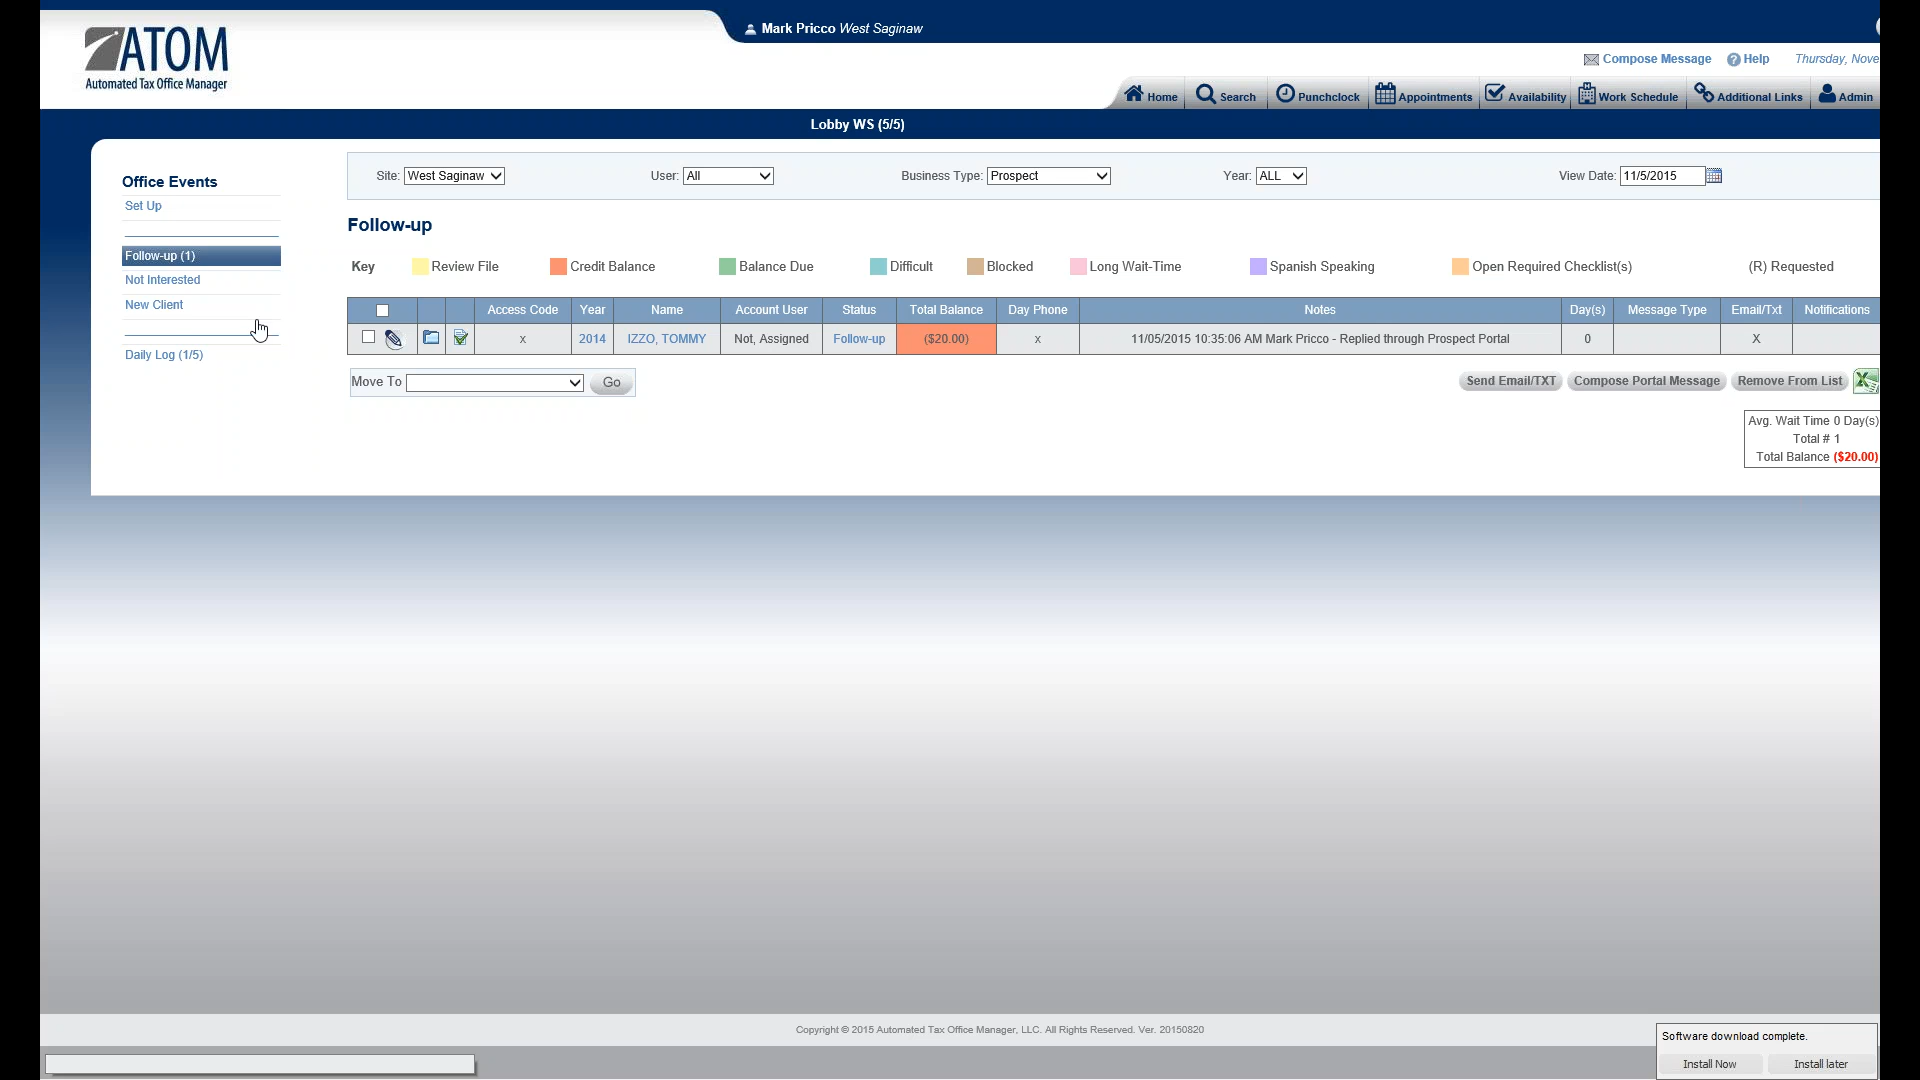 ATOM
Automated Tax Office Manager
Mark Pricco West Saginaw
Compose Message Help Thursday, Nove
Home Search Punchclock Appointments Availability Work Schedule Additional Links Admin
Lobby WS (5/5)
Office Events
Set Up
Follow-up (1)
Not Interested
New Client
Daily Log (1/5)
Site: West Saginaw User: All Business Type: Prospect Year: ALL View Date: 11/5/2015
Follow-up
Key Review File Credit Balance Balance Due Difficult Blocked Long Wait-Time Spanish Speaking Open Required Checklist(s) (R) Requested
Access Code Year Name Account User Status Total Balance Day Phone Notes Day(s) Message Type Email/Txt Notifications
x 2014 IZZO, TOMMY Not, Assigned Follow-up ($20.00) x 11/05/2015 10:35:06 AM Mark Pricco - Replied through Prospect Portal 0 X
Move To Go Send Email/TXT Compose Portal Message Remove From List
Avg. Wait Time 0 Day(s)
Total # 1
Total Balance ($20.00)
Copyright © 2015 Automated Tax Office Manager, LLC. All Rights Reserved. Ver. 20150820
Software download complete.
Install Now Install later